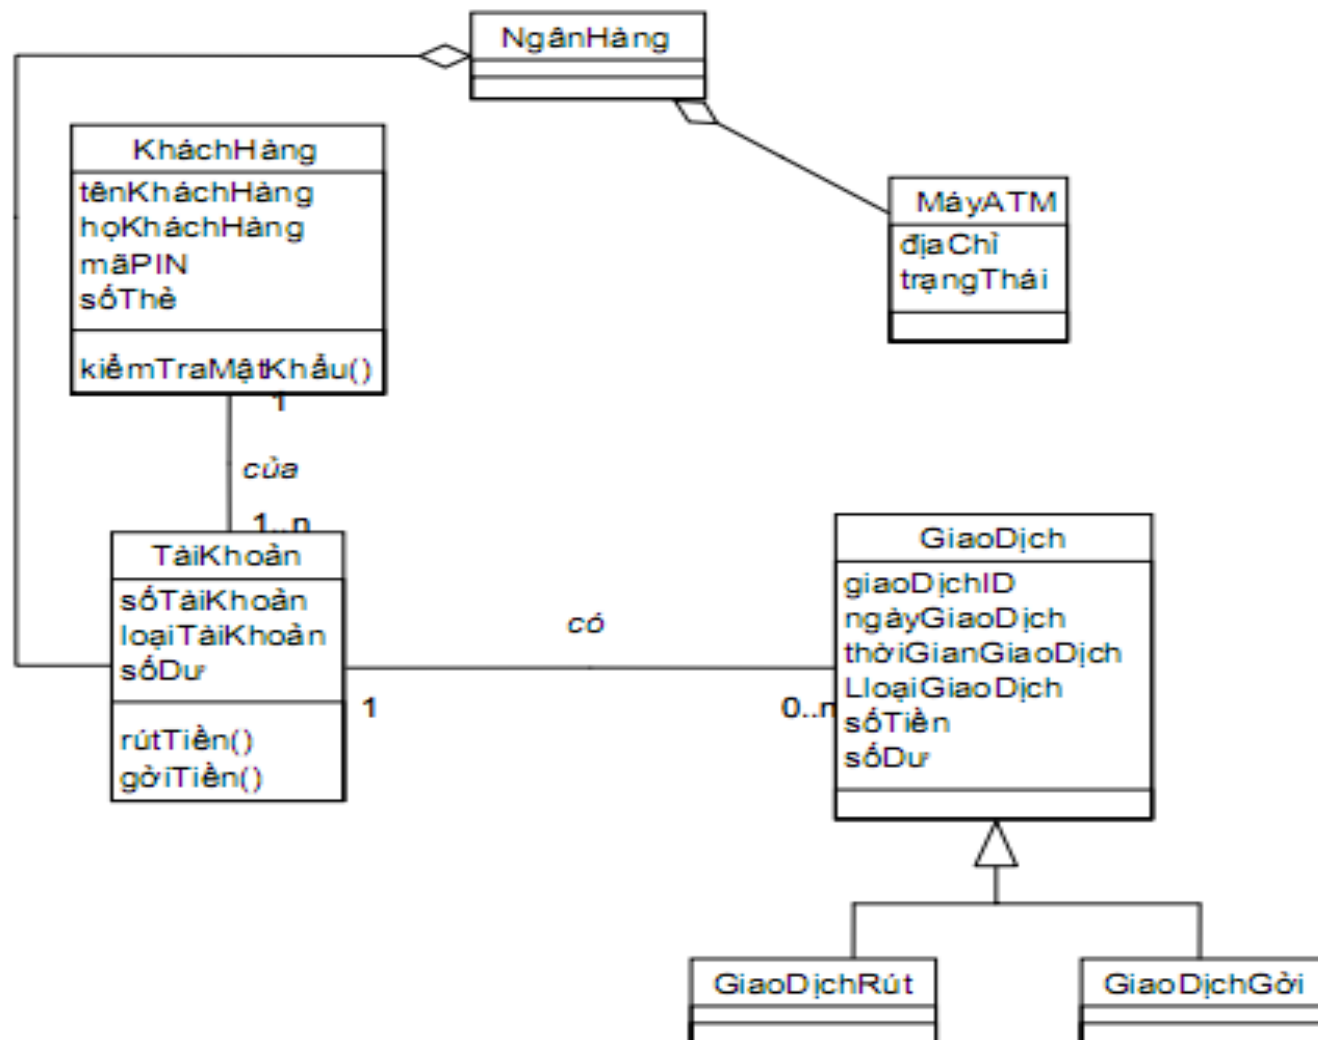 NgânHàng
KháchHàng
tênKháchHàng
họKháchHàng
mãPIN
sốThẻ
kiểmTraMậtKhẩu()
MáyATM
địaChỉ
trạngThái
1
của
1..n
TàiKhoản
sốTàiKhoản
loạiTàiKhoản
sốDư
rútTiền()
gởiTiền()
có
1
0..n
GiaoDịch
giaoDịchID
ngàyGiaoDịch
thờiGianGiaoDịch
LloạiGiaoDịch
sốTiền
sốDư
GiaoDịchRút
GiaoDịchGởi